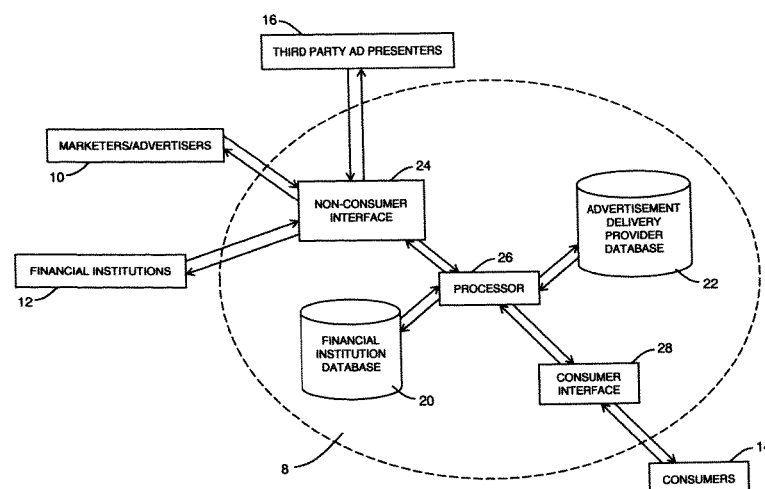 16
THIRD PARTY AD PRESENTERS
MARKETERS/ADVERTISERS
10
24
NON-CONSUMER
INTERFACE
ADVERTISEMENT
DELIVERY
PROVIDER
DATABASE
22
FINANCIAL INSTITUTIONS
12
26
PROCESSOR
FINANCIAL
INSTITUTION
DATABASE
20
28
CONSUMER
INTERFACE
8
14
CONSUMERS